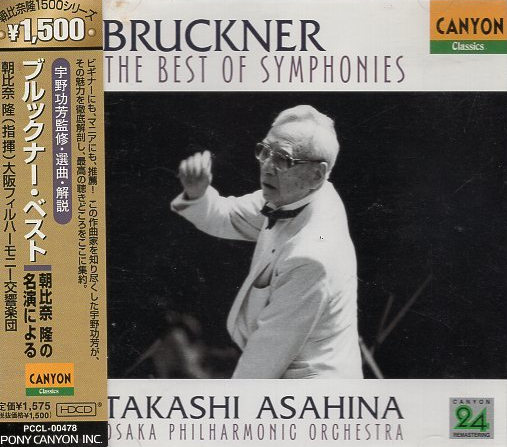 朝比奈隆1500シリーズ
¥1,500
宇野功芳監修・選曲・解説
ビギナーにも、マニアにも、推薦! この作曲家を知り尽くした宇野功芳が、
その魅力を徹底解剖し、最高の聴きどころをここに集約。
ブルックナー・ベスト
朝比奈 隆の
名演による
朝比奈 隆(指揮)大阪フィルハーモニー交響楽団
CANYON
Classics
定価¥1,575
(税抜価格¥1,500)
HDCD
PCCL-00478
PONY CANYON INC.
BRUCKNER
THE BEST OF SYMPHONIES
CANYON
Classics
TAKASHI ASAHINA
OSAKA PHILHARMONIC ORCHESTRA
CANYON
24
REMASTERING